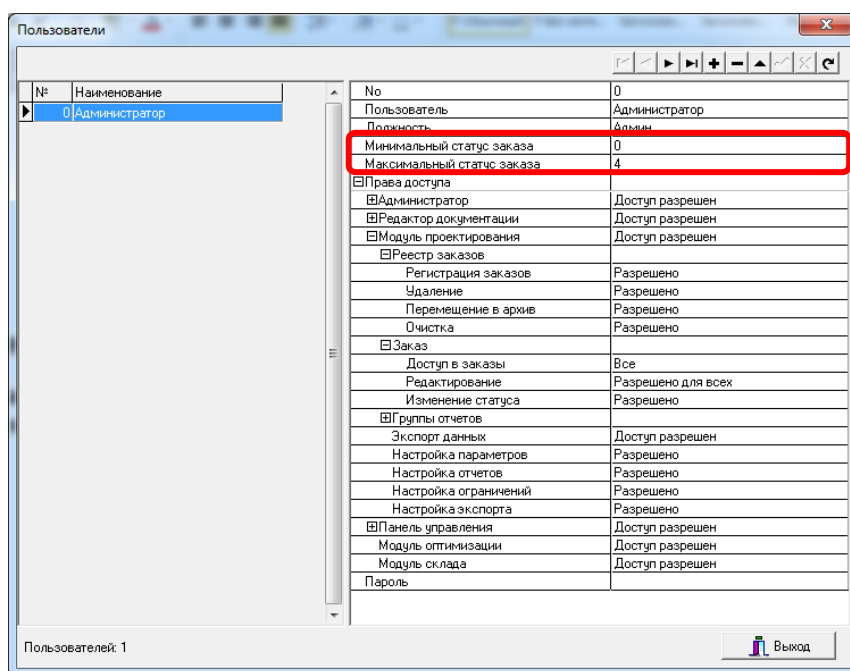 Пользователи
№ Наименование
0 Администратор
No 0
Пользователь Администратор
Должность Админ
Минимальный статус заказа 0
Максимальный статус заказа 4
Права доступа
Администратор Доступ разрешен
Редактор документации Доступ разрешен
Модуль проектирования Доступ разрешен
Реестр заказов
Регистрация заказов Разрешено
Удаление Разрешено
Перемещение в архив Разрешено
Очистка Разрешено
Заказ
Доступ в заказы Все
Редактирование Разрешено для всех
Изменение статуса Разрешено
Группы отчетов
Экспорт данных Доступ разрешен
Настройка параметров Разрешено
Настройка отчетов Разрешено
Настройка ограничений Разрешено
Настройка экспорта Разрешено
Панель управления Доступ разрешен
Модуль оптимизации Доступ разрешен
Модуль склада Доступ разрешен
Пароль
Пользователей: 1
Выход